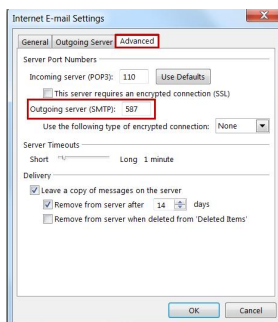 Internet E-mail Settings
General Outgoing Server Advanced
Server Port Numbers
Incoming server (POP3): 110 Use Defaults
This server requires an encrypted connection (SSL)
Outgoing server (SMTP): 587
Use the following type of encrypted connection: None
Server Timeouts
Short Long 1 minute
Delivery
Leave a copy of messages on the server
Remove from server after 14 days
Remove from server when deleted from 'Deleted Items'
OK Cancel